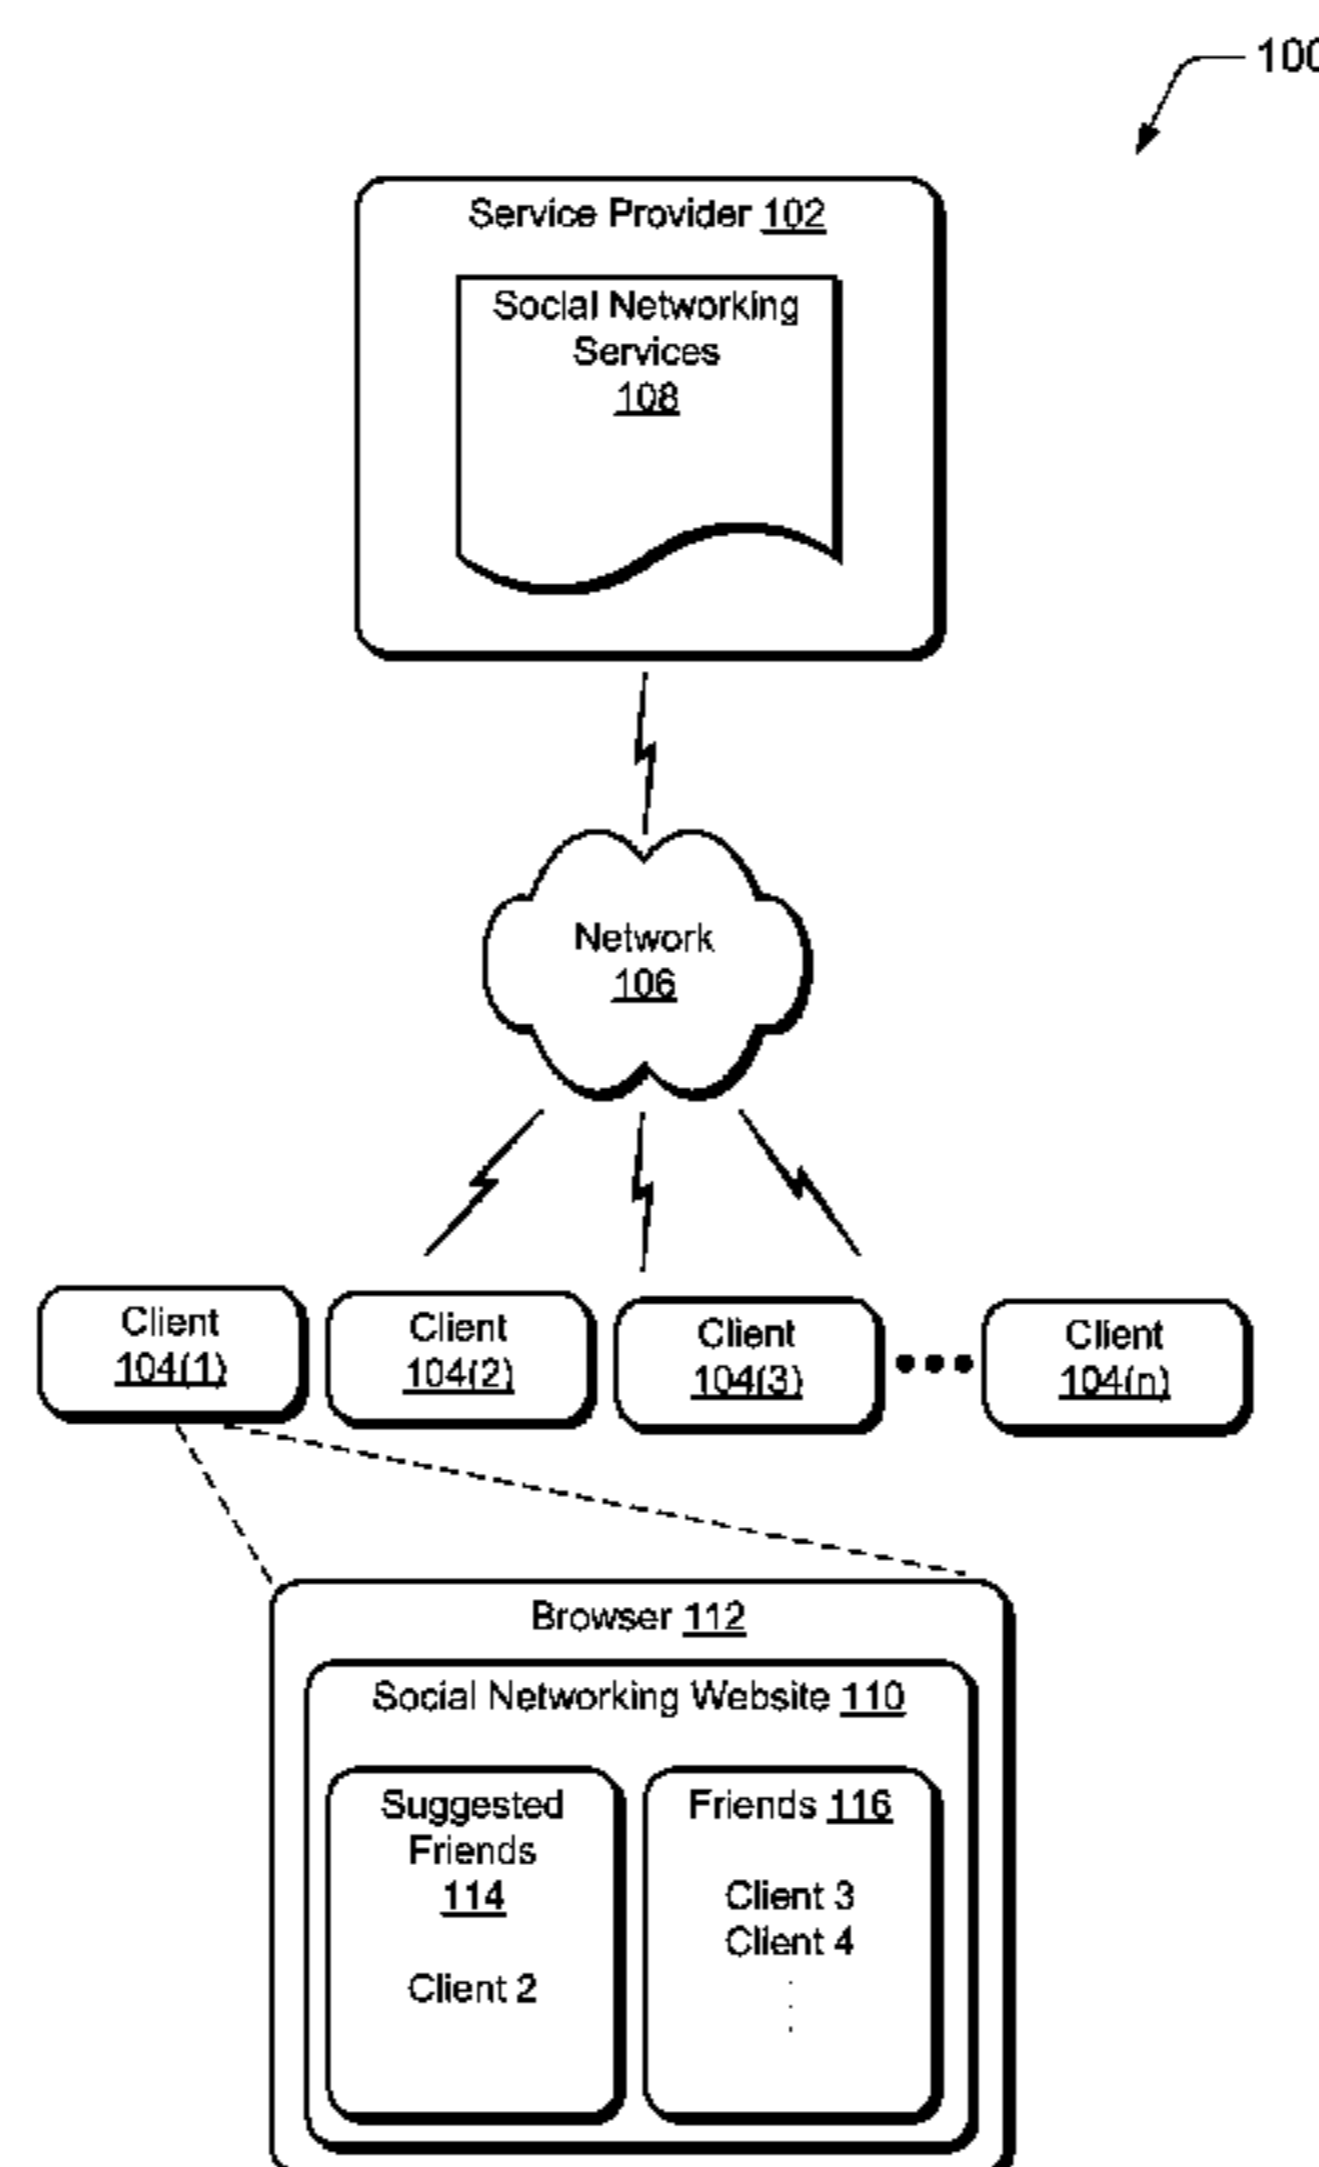 100
Service Provider 102
Social Networking
Services
108
Network
106
Client
104(1)
Client
104(2)
Client
104(3)
Client
104(n)
Browser 112
Social Networking Website 110
Suggested
Friends
114
Client 2
Friends 116
Client 3
Client 4